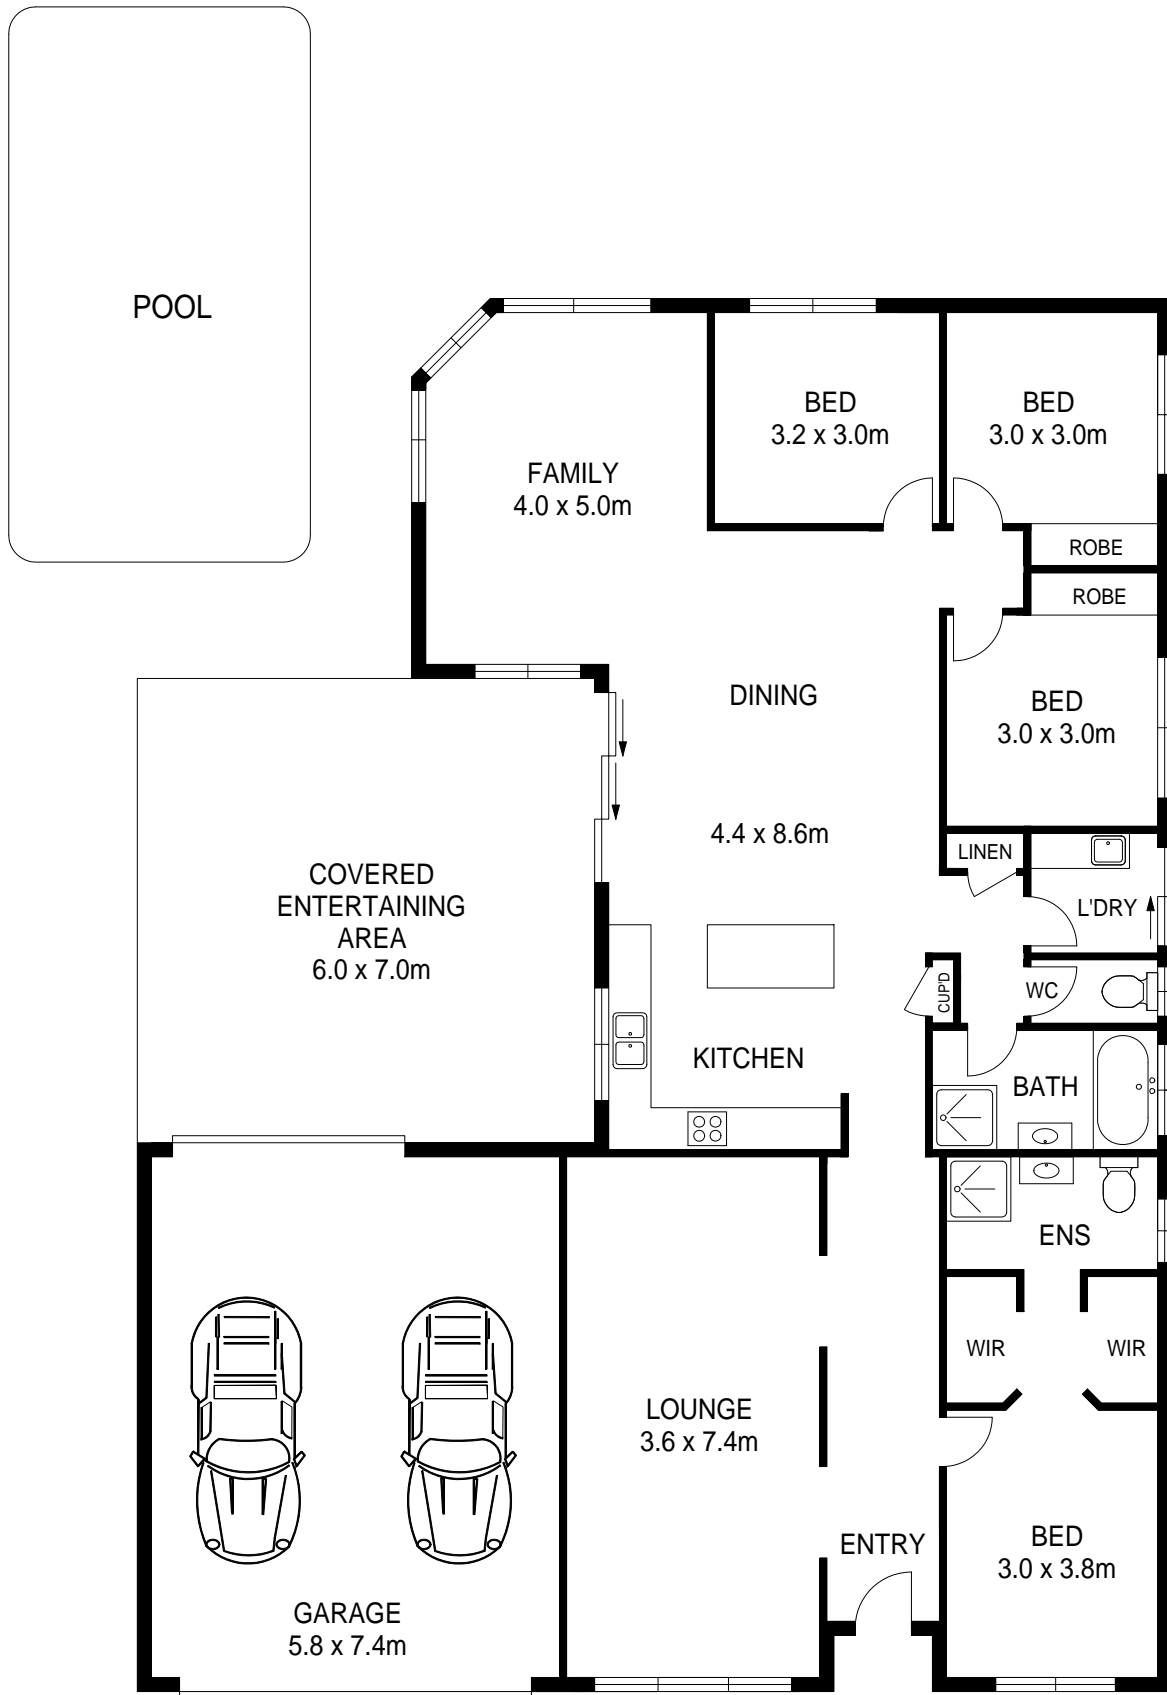 POOL
BED
3.2 x 3.0m
BED
3.0 x 3.0m
FAMILY
4.0 x 5.0m
ROBE
ROBE
DINING
BED
3.0 x 3.0m
4.4 x 8.6m
LINEN
COVERED
ENTERTAINING
AREA
6.0 x 7.0m
L'DRY
CUP'D
WC
KITCHEN
BATH
ENS
WIR
WIR
LOUNGE
3.6 x 7.4m
ENTRY
BED
3.0 x 3.8m
GARAGE
5.8 x 7.4m